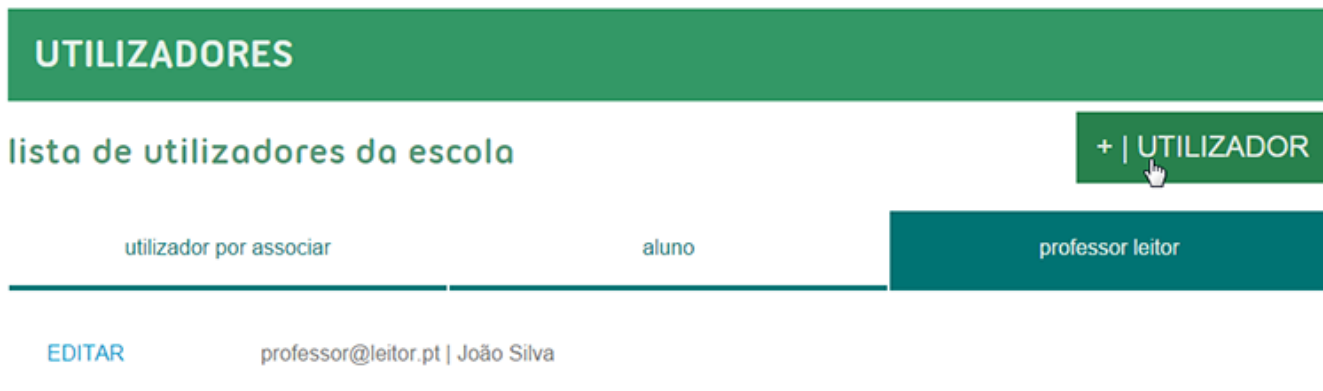 UTILIZADORES
lista de utilizadores da escola
+ | UTILIZADOR
utilizador por associar
aluno
professor leitor
EDITAR
professor@leitor.pt | João Silva